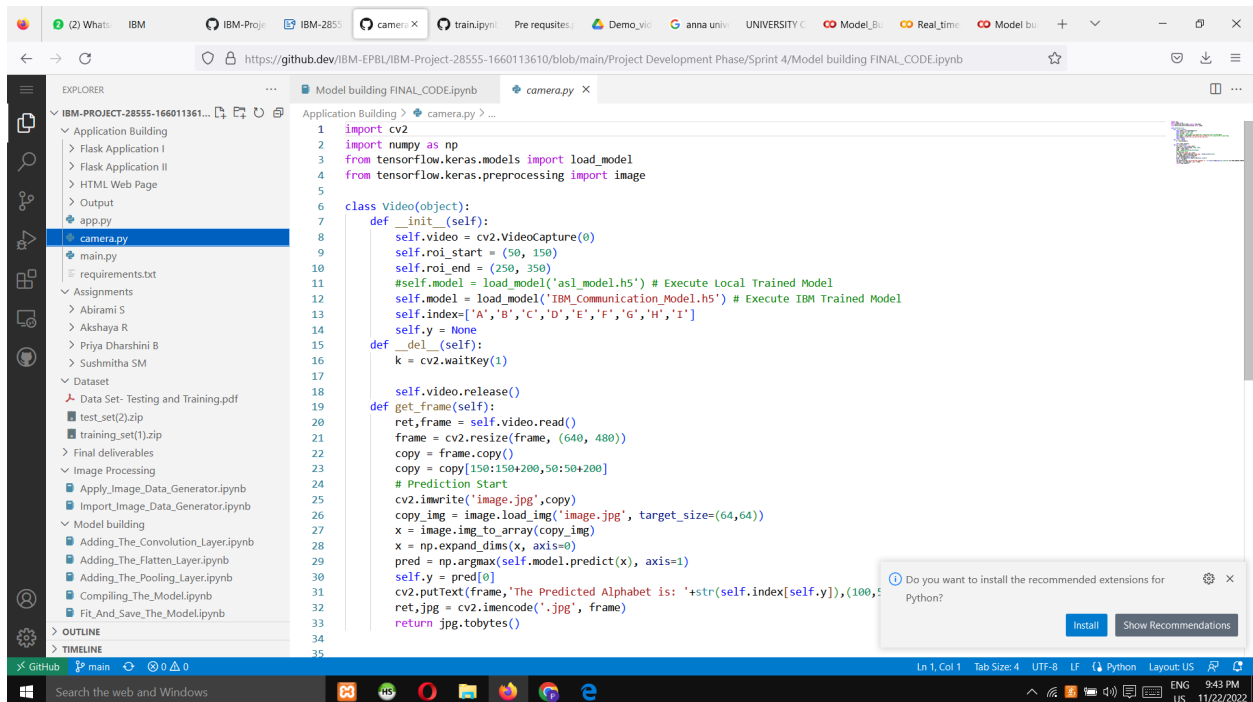 (2) Whats
IBM
IBM-Proje
IBM-2855
camera
train.ipyn
Pre requsites.
Demo_vid
anna univ
UNIVERSITY C
Model_Bu
Real_time
Model bu
https://github.dev/IBM-EPBL/IBM-Project-28555-1660113610/blob/main/Project Development Phase/Sprint 4/Model building FINAL_CODE.ipynb
EXPLORER
IBM-PROJECT-28555-166011361...
Application Building
Flask Application I
Flask Application II
HTML Web Page
Output
app.py
camera.py
main.py
requirements.txt
Assignments
Abirami S
Akshaya R
Priya Dharshini B
Sushmitha SM
Dataset
Data Set- Testing and Training.pdf
test_set(2).zip
training_set(1).zip
Final deliverables
Image Processing
Apply_Image_Data_Generator.ipynb
Import_Image_Data_Generator.ipynb
Model building
Adding_The_Convolution_Layer.ipynb
Adding_The_Flatten_Layer.ipynb
Adding_The_Pooling_Layer.ipynb
Compiling_The_Model.ipynb
Fit_And_Save_The_Model.ipynb
OUTLINE
TIMELINE
Model building FINAL_CODE.ipynb
camera.py
Application Building > camera.py > ...
1 import cv2
2 import numpy as np
3 from tensorflow.keras.models import load_model
4 from tensorflow.keras.preprocessing import image
5
6 class Video(object):
7 def __init__(self):
8 self.video = cv2.VideoCapture(0)
9 self.roi_start = (50, 150)
10 self.roi_end = (250, 350)
11 #self.model = load_model('asl_model.h5') # Execute Local Trained Model
12 self.model = load_model('IBM_Communication_Model.h5') # Execute IBM Trained Model
13 self.index=['A','B','C','D','E','F','G','H','I']
14 self.y = None
15 def __del__(self):
16 k = cv2.waitKey(1)
17
18 self.video.release()
19 def get_frame(self):
20 ret,frame = self.video.read()
21 frame = cv2.resize(frame, (640, 480))
22 copy = frame.copy()
23 copy = copy[150:150+200,50:50+200]
24 # Prediction Start
25 cv2.imwrite('image.jpg',copy)
26 copy_img = image.load_img('image.jpg', target_size=(64,64))
27 x = image.img_to_array(copy_img)
28 x = np.expand_dims(x, axis=0)
29 pred = np.argmax(self.model.predict(x), axis=1)
30 self.y = pred[0]
31 cv2.putText(frame,'The Predicted Alphabet is: '+str(self.index[self.y]),(100,5
32 ret,jpg = cv2.imencode('.jpg', frame)
33 return jpg.tobytes()
34
35
Do you want to install the recommended extensions for
Python?
Install
Show Recommendations
GitHub
main
0
0
Ln 1, Col 1
Tab Size: 4
UTF-8
LF
Python
Layout: US
Search the web and Windows
HS
ENG
US
9:43 PM
11/22/2022